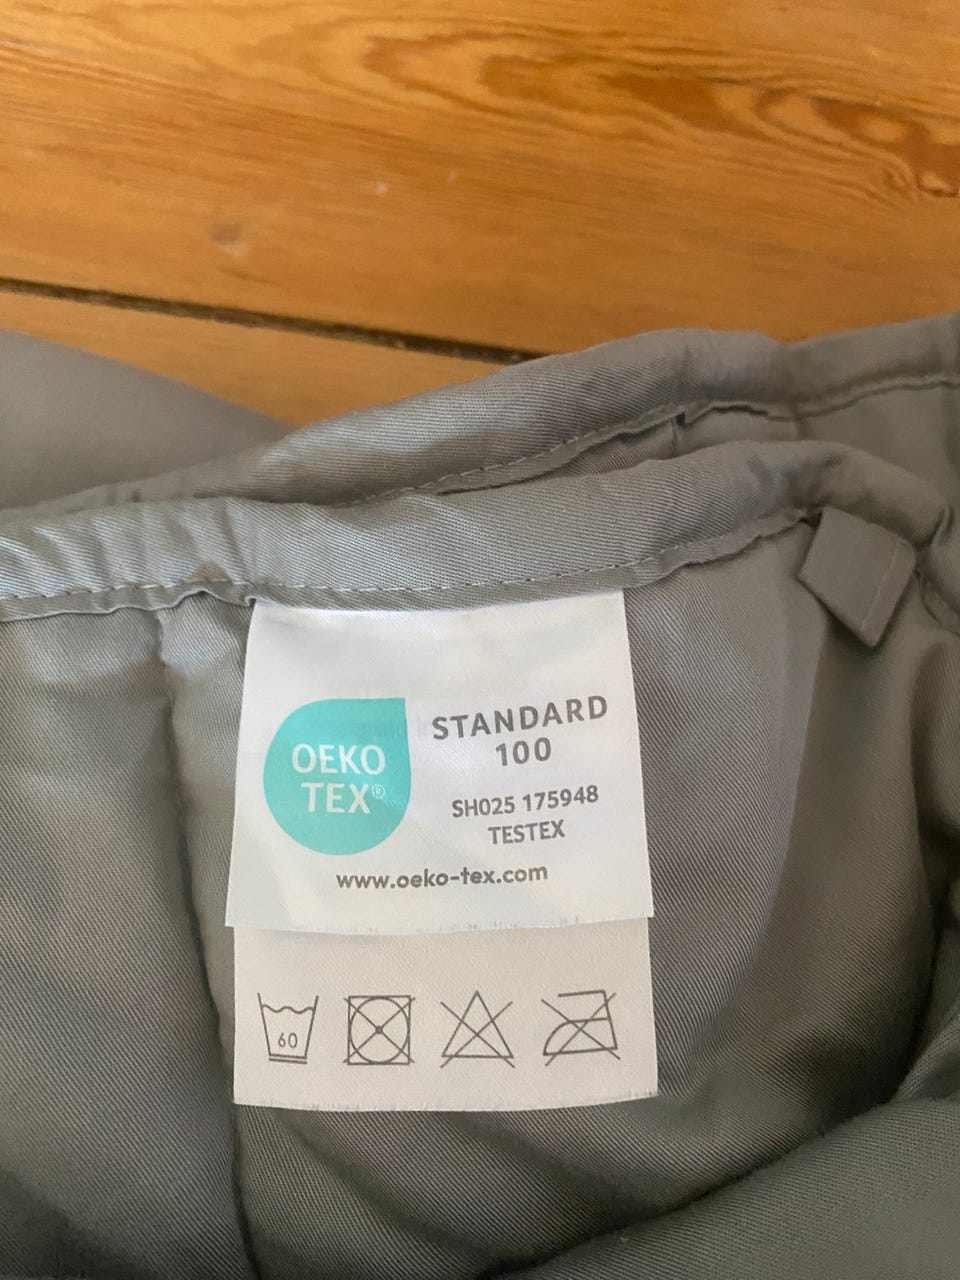 OEKO
TEX®
STANDARD
100
SH025 175948
TESTEX
www.oeko-tex.com
60